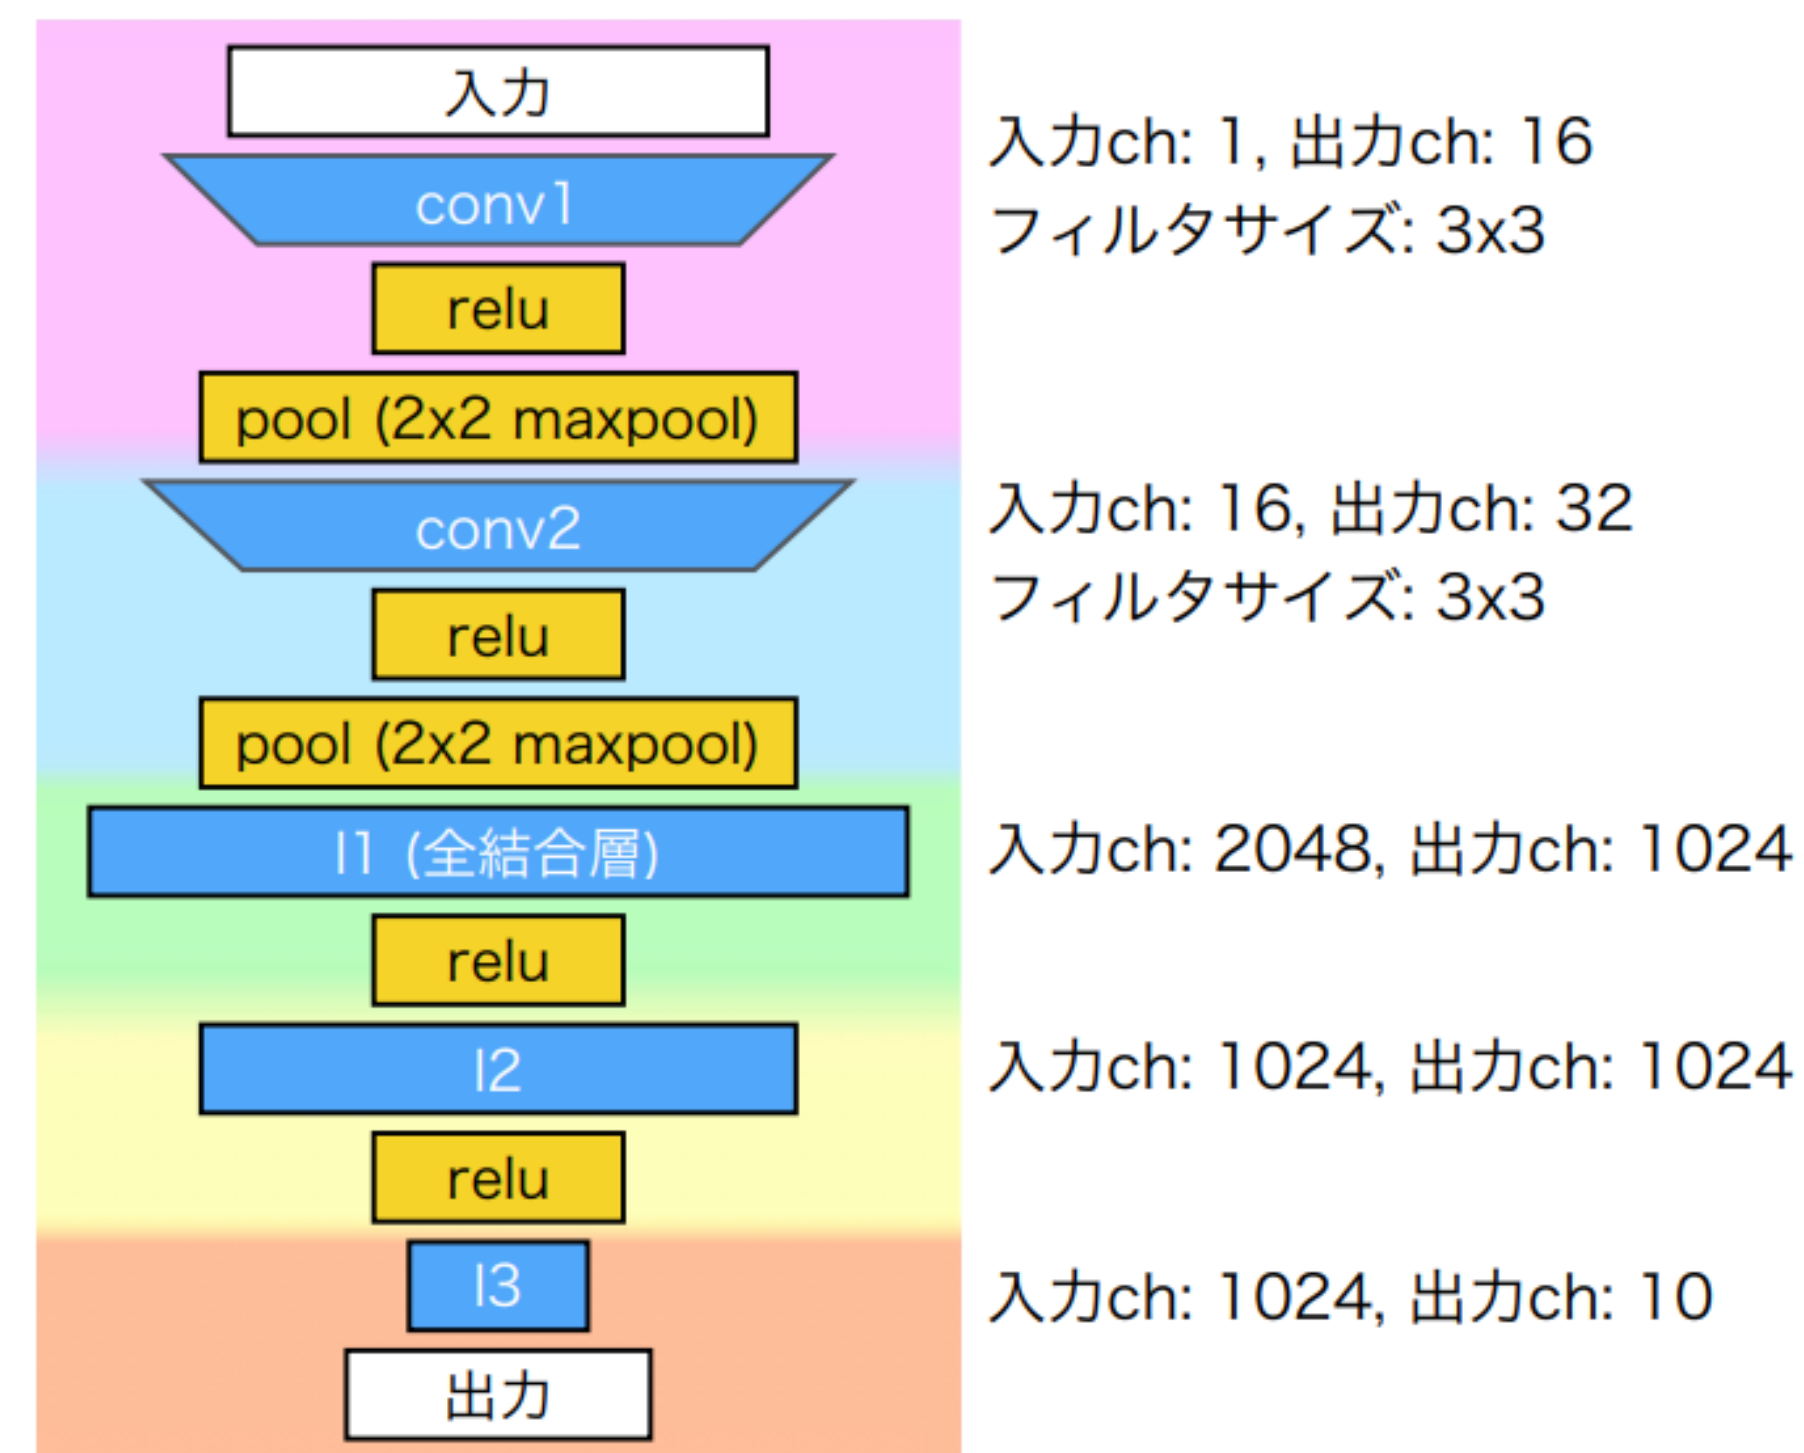 入力
conv1
入力ch: 1, 出力ch: 16
フィルタサイズ: 3x3
relu
pool (2x2 maxpool)
conv2
入力ch: 16, 出力ch: 32
フィルタサイズ: 3x3
relu
pool (2x2 maxpool)
l1 (全結合層)
入力ch: 2048, 出力ch: 1024
relu
l2
入力ch: 1024, 出力ch: 1024
relu
l3
入力ch: 1024, 出力ch: 10
出力